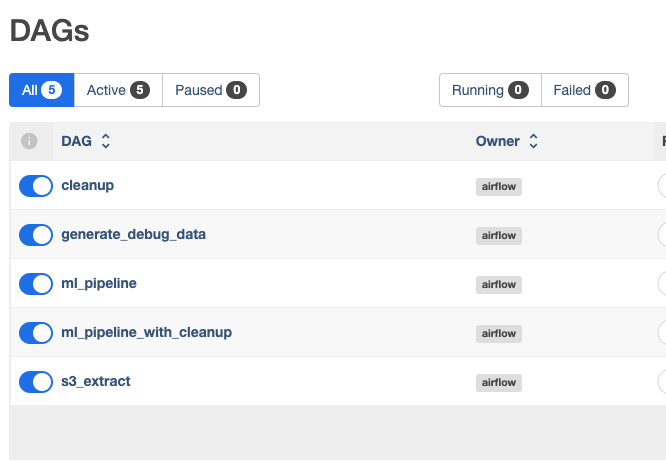 DAGs
All 5 Active 5 Paused 0 Running 0 Failed 0
i DAG Owner
cleanup airflow
generate_debug_data airflow
ml_pipeline airflow
ml_pipeline_with_cleanup airflow
s3_extract airflow